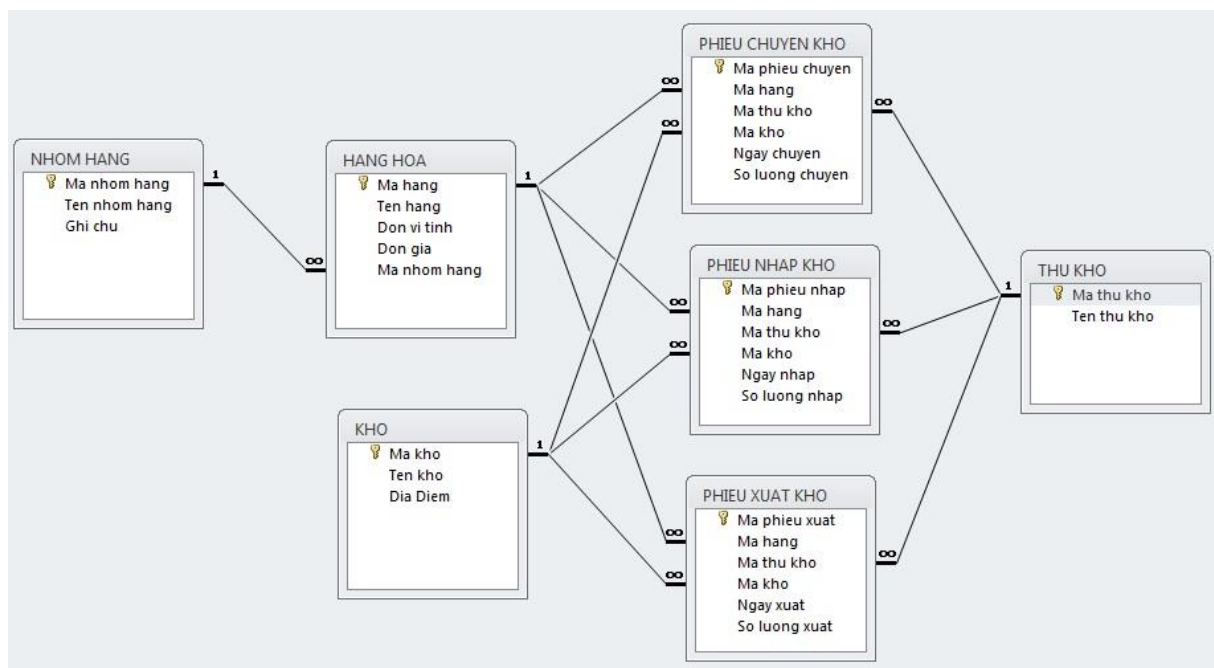 NHOM HANG
Ma nhom hang
Ten nhom hang
Ghi chu
1
∞
HANG HOA
Ma hang
Ten hang
Don vi tinh
Don gia
Ma nhom hang
1
KHO
Ma kho
Ten kho
Dia Diem
1
∞
∞
PHIEU CHUYEN KHO
Ma phieu chuyen
Ma hang
Ma thu kho
Ma kho
Ngay chuyen
So luong chuyen
∞
∞
∞
PHIEU NHAP KHO
Ma phieu nhap
Ma hang
Ma thu kho
Ma kho
Ngay nhap
So luong nhap
∞
∞
∞
PHIEU XUAT KHO
Ma phieu xuat
Ma hang
Ma thu kho
Ma kho
Ngay xuat
So luong xuat
∞
1
THU KHO
Ma thu kho
Ten thu kho